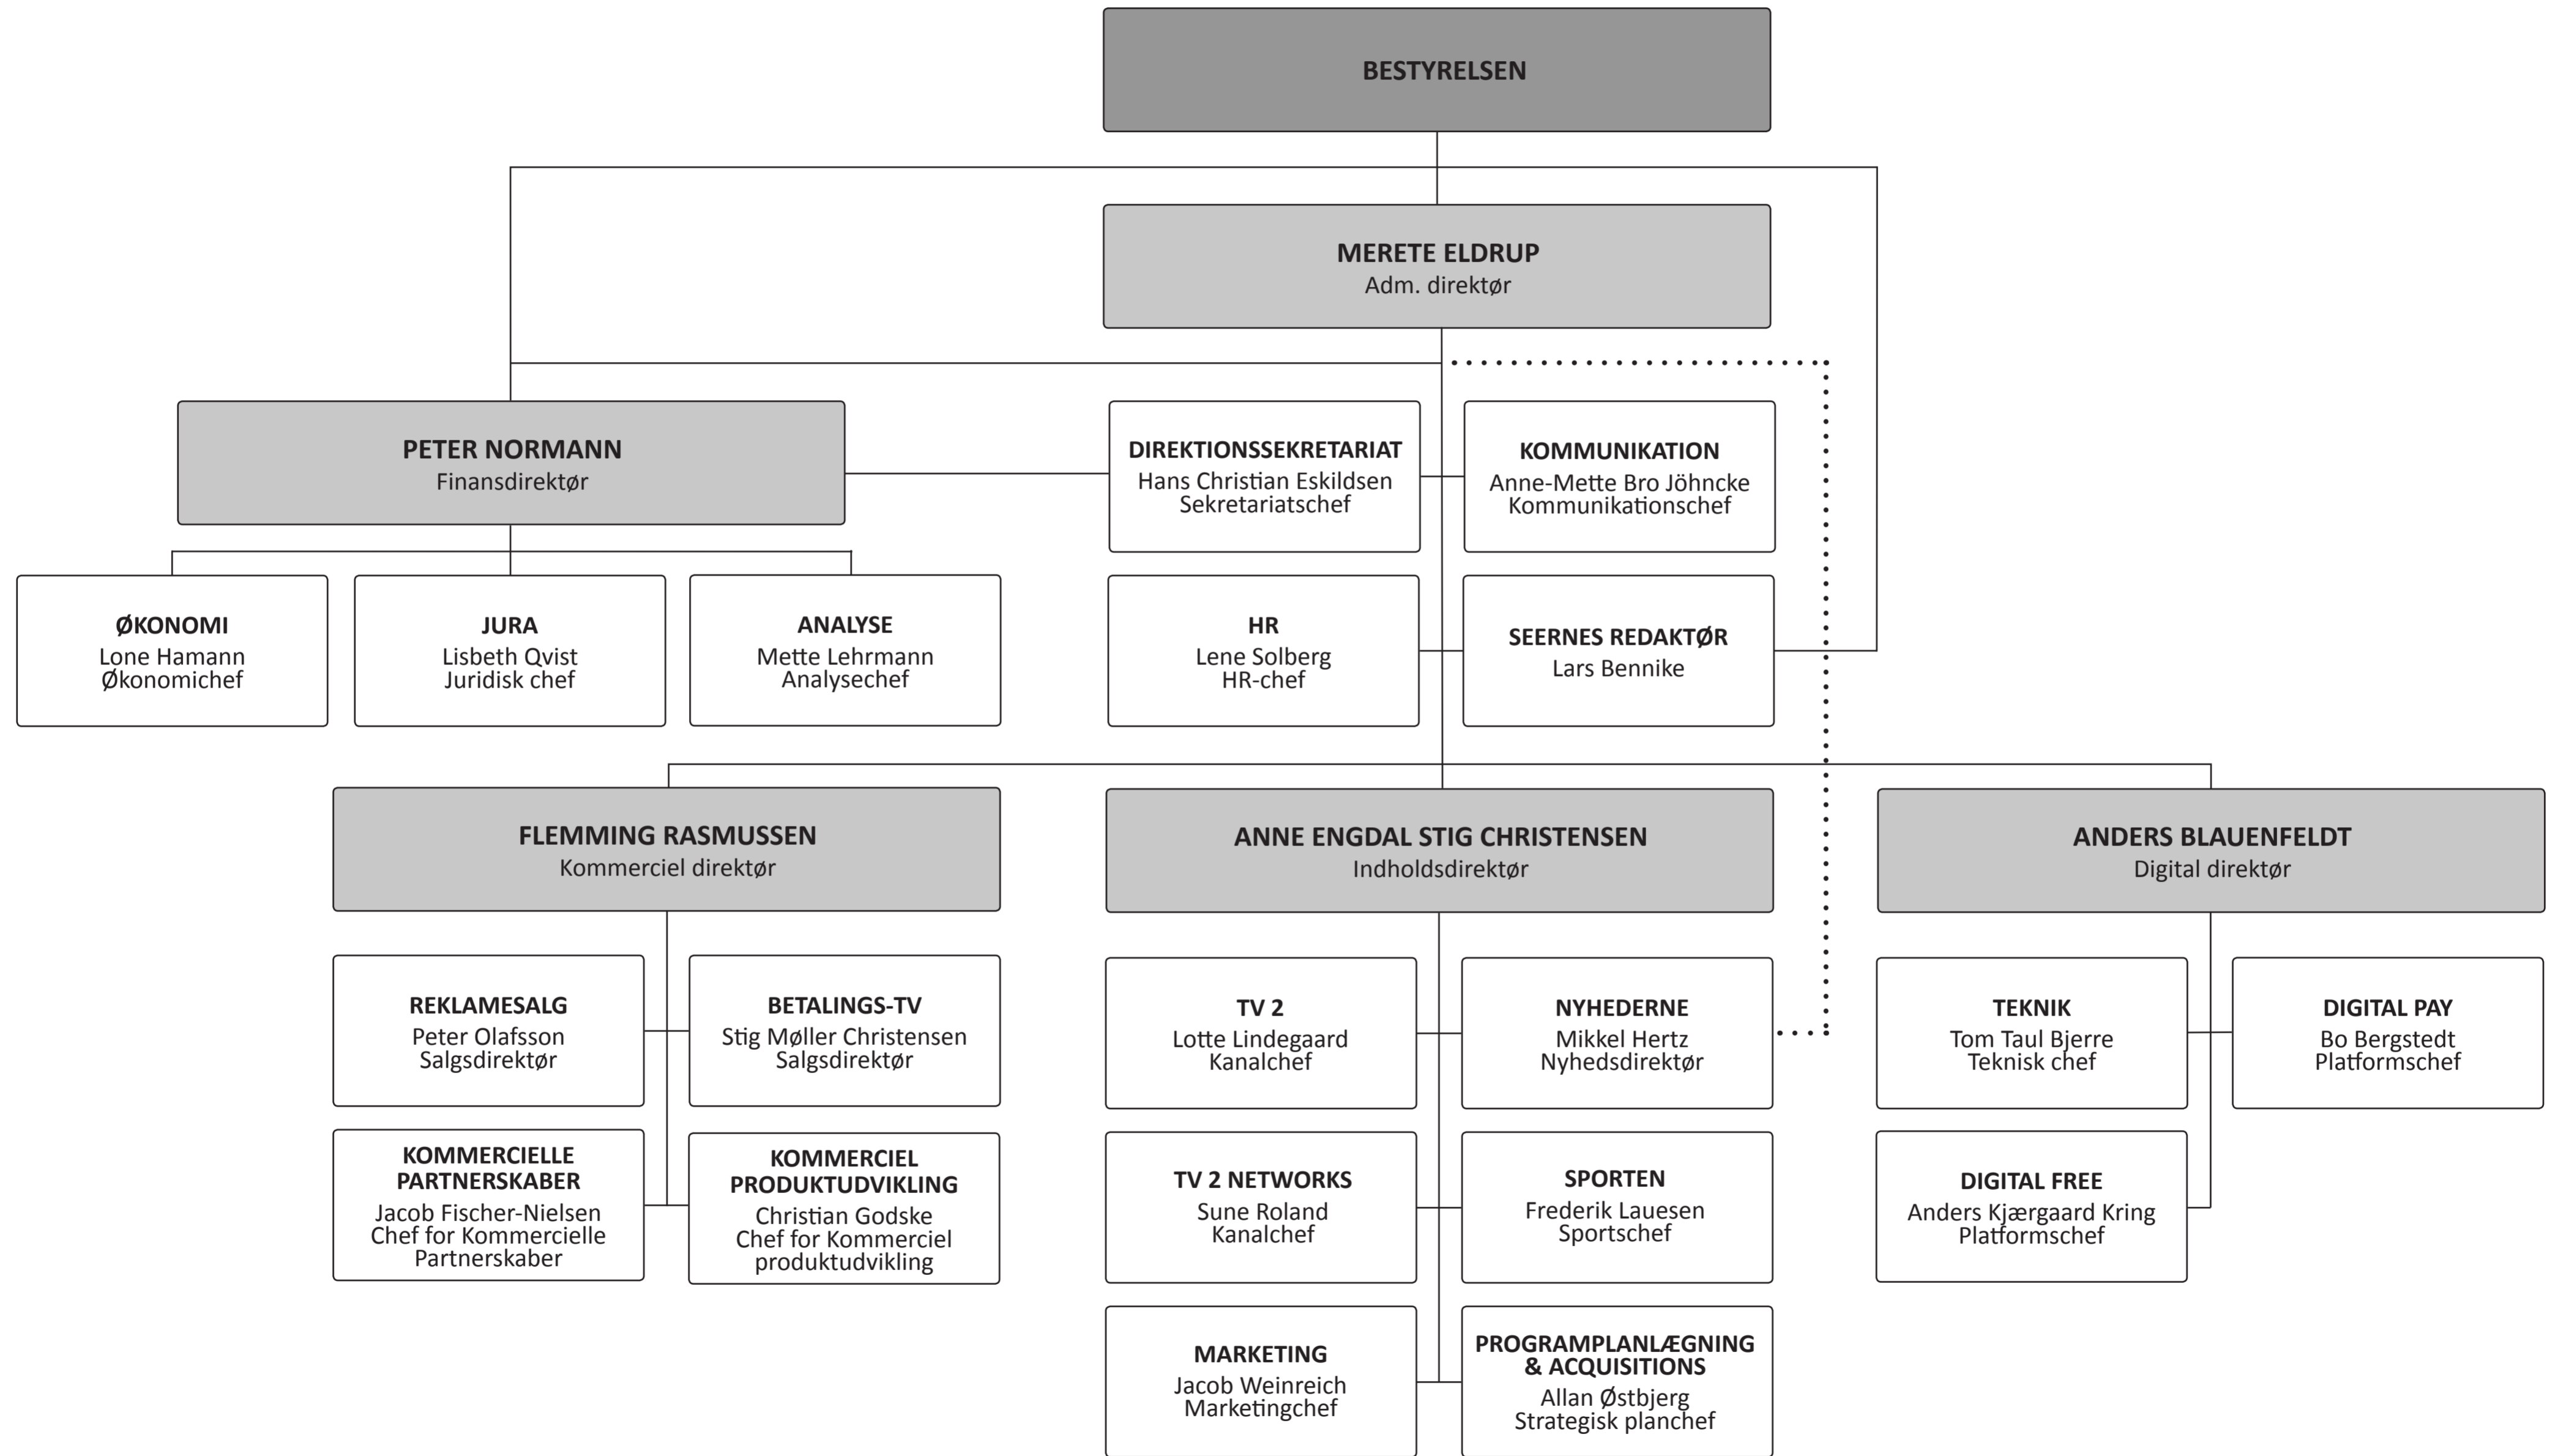 BESTYRELSEN
MERETE ELDRUP
Adm. direktør
PETER NORMANN
Finansdirektør
DIREKTIONSSEKRETARIAT
Hans Christian Eskildsen
Sekretariatschef
KOMMUNIKATION
Anne-Mette Bro Jöhncke
Kommunikationschef
ØKONOMI
Lone Hamann
Økonomichef
JURA
Lisbeth Qvist
Juridisk chef
ANALYSE
Mette Lehrmann
Analysechef
HR
Lene Solberg
HR-chef
SEERNES REDAKTØR
Lars Bennike
FLEMMING RASMUSSEN
Kommerciel direktør
ANNE ENGDAL STIG CHRISTENSEN
Indholdsdirektør
ANDERS BLAUENFELDT
Digital direktør
REKLAMESALG
Peter Olafsson
Salgsdirektør
BETALINGS-TV
Stig Møller Christensen
Salgsdirektør
TV 2
Lotte Lindegaard
Kanalchef
NYHEDERNE
Mikkel Hertz
Nyhedsdirektør
TEKNIK
Tom Taul Bjerre
Teknisk chef
DIGITAL PAY
Bo Bergstedt
Platformschef
KOMMERCIELLE
PARTNERSKABER
Jacob Fischer-Nielsen
Chef for Kommercielle
Partnerskaber
KOMMERCIEL
PRODUKTUDVIKLING
Christian Godske
Chef for Kommerciel
produktudvikling
TV 2 NETWORKS
Sune Roland
Kanalchef
SPORTEN
Frederik Lauesen
Sportschef
DIGITAL FREE
Anders Kjærgaard Kring
Platformschef
MARKETING
Jacob Weinreich
Marketingchef
PROGRAMPLANLÆGNING
& ACQUISITIONS
Allan Østbjerg
Strategisk planchef